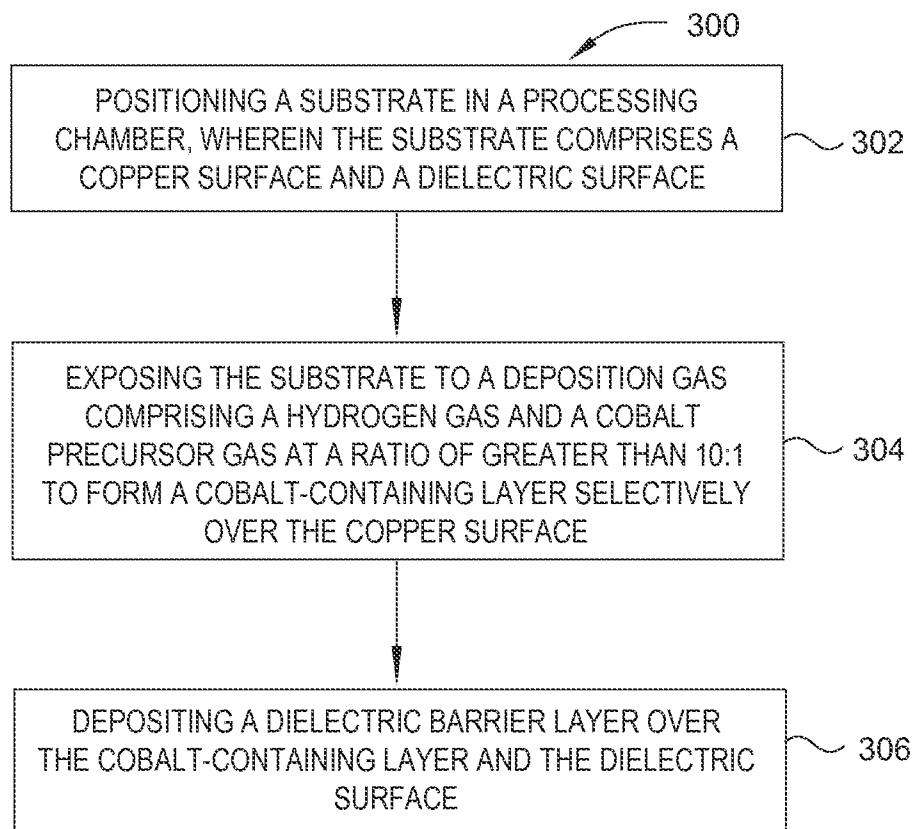 300
POSITIONING A SUBSTRATE IN A PROCESSING
CHAMBER, WHEREIN THE SUBSTRATE COMPRISES A
COPPER SURFACE AND A DIELECTRIC SURFACE
302
EXPOSING THE SUBSTRATE TO A DEPOSITION GAS
COMPRISING A HYDROGEN GAS AND A COBALT
PRECURSOR GAS AT A RATIO OF GREATER THAN 10:1
TO FORM A COBALT-CONTAINING LAYER SELECTIVELY
OVER THE COPPER SURFACE
304
DEPOSITING A DIELECTRIC BARRIER LAYER OVER
THE COBALT-CONTAINING LAYER AND THE DIELECTRIC
SURFACE
306